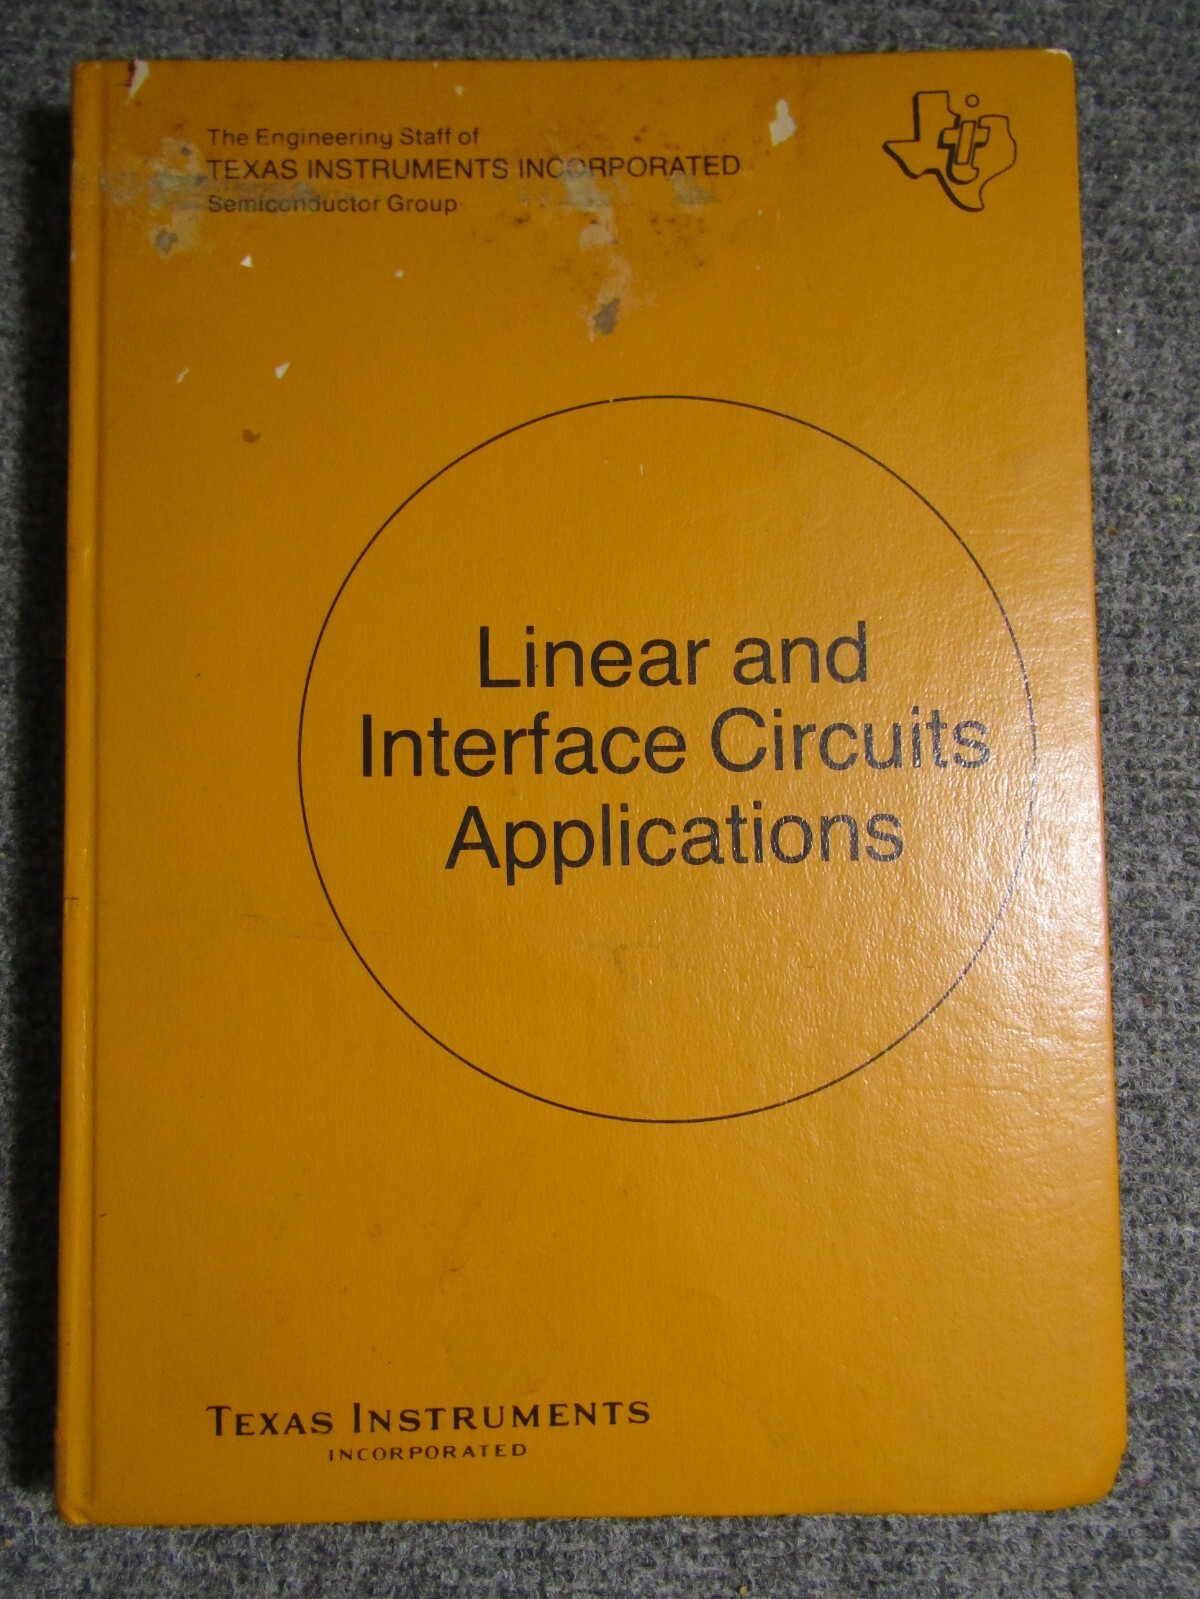 The Engineering Staff of
TEXAS INSTRUMENTS INCORPORATED
Semiconductor Group
Linear and
Interface Circuits
Applications
TEXAS INSTRUMENTS
INCORPORATED